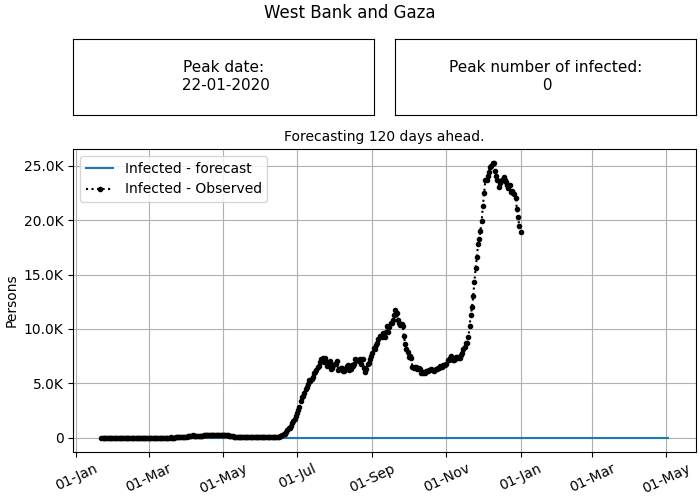 West Bank and Gaza
Peak date:
22-01-2020
Peak number of infected:
0
Forecasting 120 days ahead.
Infected - forecast
Infected - Observed
25.0K
20.0K
15.0K
10.0K
5.0K
0
Persons
01-Jan
01-Mar
01-May
01-Jul
01-Sep
01-Nov
01-Jan
01-Mar
01-May